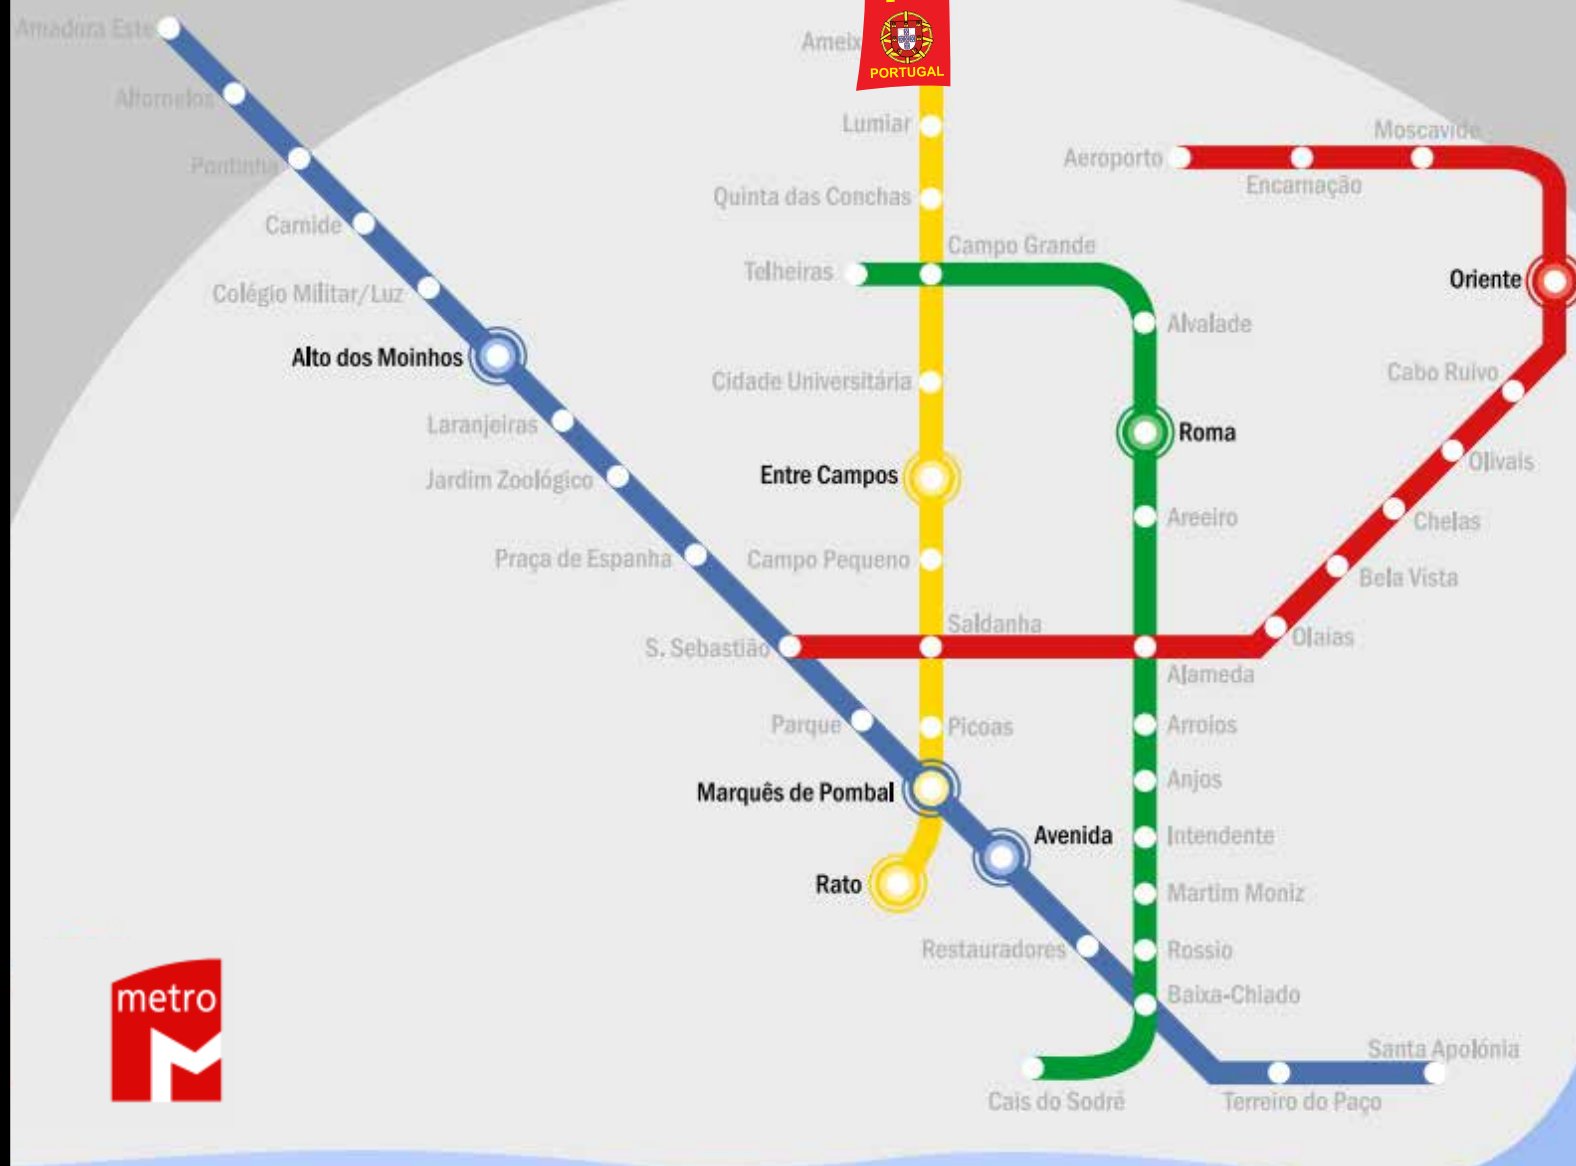 Amadora Este
Alfornelos
Pontinha
Carnide
Colégio Militar/Luz
Alto dos Moinhos
Laranjeiras
Jardim Zoológico
Praça de Espanha
S. Sebastião
Parque
Marquês de Pombal
Avenida
Restauradores
Baixa-Chiado
Terreiro do Paço
Santa Apolónia
PORTUGAL
Lumiar
Quinta das Conchas
Campo Grande
Cidade Universitária
Entre Campos
Campo Pequeno
Saldanha
Picoas
Rato
Telheiras
Alvalade
Roma
Areeiro
Alameda
Arroios
Anjos
Intendente
Martim Moniz
Rossio
Cais do Sodré
Aeroporto
Encarnação
Moscavide
Oriente
Cabo Ruivo
Olivais
Chelas
Bela Vista
Olaias
metro